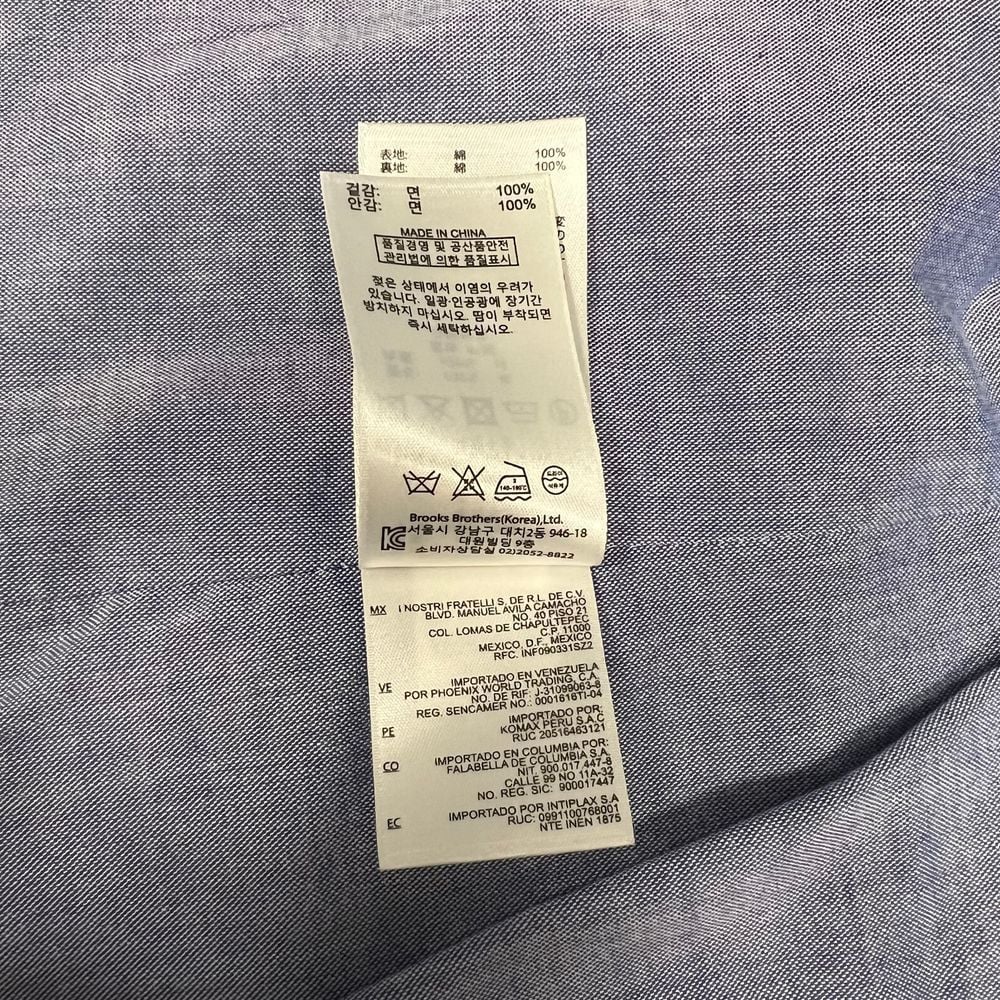 表地: 綿 100%
裏地: 綿 100%
겉감: 면 100%
안감: 면 100%
MADE IN CHINA
품질경영 및 공산품안전
관리법에 의한 품질표시
젖은 상태에서 이염의 우려가
있습니다. 일광·인공광에 장기간
방치하지 마십시오. 땀이 부착되면
즉시 세탁하십시오.
140~160℃
드라이
석유계
Brooks Brothers(Korea),Ltd.
서울시 강남구 대치2동 946-18
대원빌딩 9층
소비자상담실 02)2052-8822
MX I NOSTRI FRATELLI S, DE R.L. DE C.V.
BLVD. MANUEL AVILA CAMACHO
NO. 40 PISO 21
COL. LOMAS DE CHAPULTEPEC
C.P. 11000
MEXICO, D.F., MEXICO
RFC. INF090331SZ2
VE IMPORTADO EN VENEZUELA
POR PHOENIX WORLD TRADING, C.A.
NO. DE RIF: J-31099063-8
REG. SENCAMER NO.: 0001616TI-04
PE IMPORTADO POR:
KOMAX PERU S.A.C
RUC 20516463121
CO IMPORTADO EN COLUMBIA POR:
FALABELLA DE COLUMBIA S.A.
NIT. 900.017.447-8
CALLE 99 NO 11A-32
NO. REG. SIC: 900017447
EC IMPORTADO POR INTIPLAX S.A
RUC: 0991100768001
NTE INEN 1875